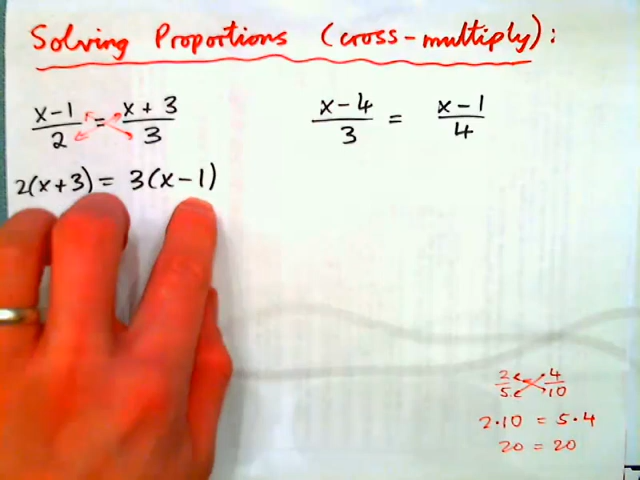 Solving Proportions (cross-multiply):
x-1/2 = x+3/3
2(x+3) = 3(x-1)
x-4/3 = x-1/4
2/5 4/10
2·10 = 5·4
20 = 20